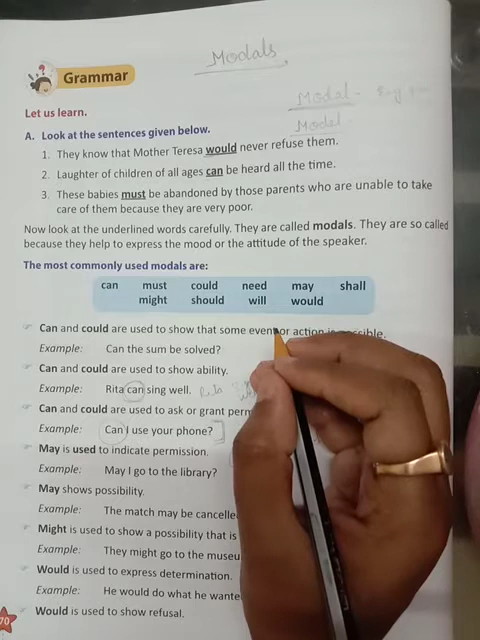 Modals
Grammar
Modal -
Model -
Let us learn.
A. Look at the sentences given below.
1. They know that Mother Teresa would never refuse them.
2. Laughter of children of all ages can be heard all the time.
3. These babies must be abandoned by those parents who are unable to take
care of them because they are very poor.
Now look at the underlined words carefully. They are called modals. They are so called
because they help to express the mood or the attitude of the speaker.
The most commonly used modals are:
can must could need may shall
might should will would
Can and could are used to show that some event or action is possible.
Example: Can the sum be solved?
Can and could are used to show ability.
Example: Rita can sing well. Rita
Can and could are used to ask or grant perm
Example: Can I use your phone?
May is used to indicate permission.
Example: May I go to the library?
May shows possibility.
Example: The match may be cancelle
Might is used to show a possibility that is
Example: They might go to the museu
Would is used to express determination.
Example: He would do what he wante
Would is used to show refusal.
70